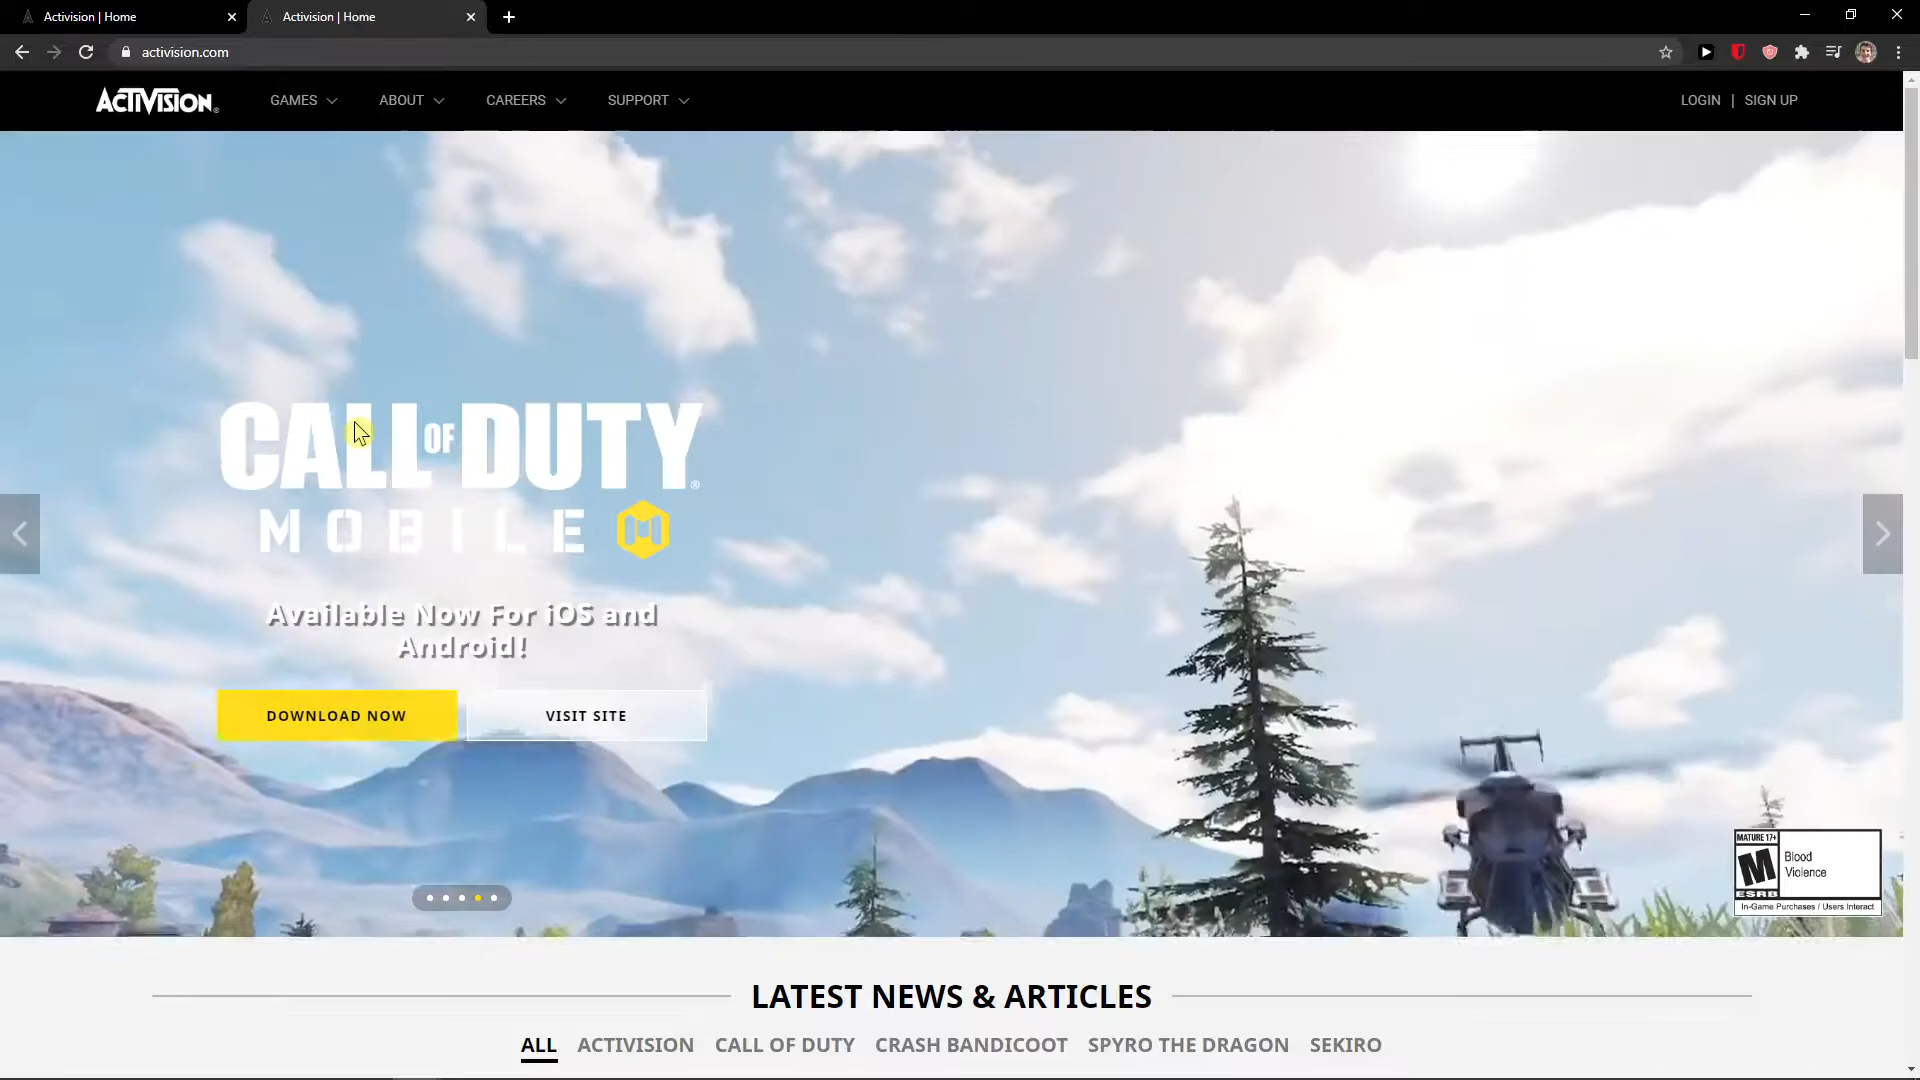 Activision | Home
Activision | Home
activision.com
ACTIVISION.
GAMES
ABOUT
CAREERS
SUPPORT
LOGIN | SIGN UP
CALL OF DUTY®
MOBILE
Available Now For iOS and
Android!
DOWNLOAD NOW
VISIT SITE
MATURE 17+
M
ESRB
Blood
Violence
In-Game Purchases / Users Interact
LATEST NEWS & ARTICLES
ALL ACTIVISION CALL OF DUTY CRASH BANDICOOT SPYRO THE DRAGON SEKIRO